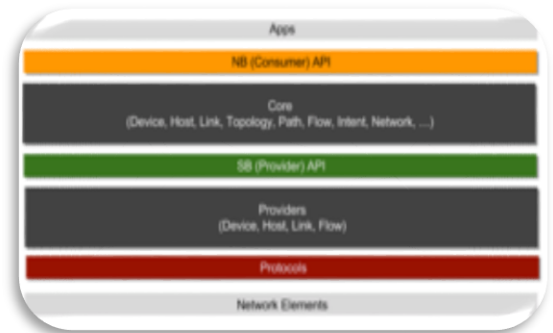 Apps
NB (Consumer) API
Core
(Device, Host, Link, Topology, Path, Flow, Intent, Network, ...)
SB (Provider) API
Providers
(Device, Host, Link, Flow)
Protocols
Network Elements